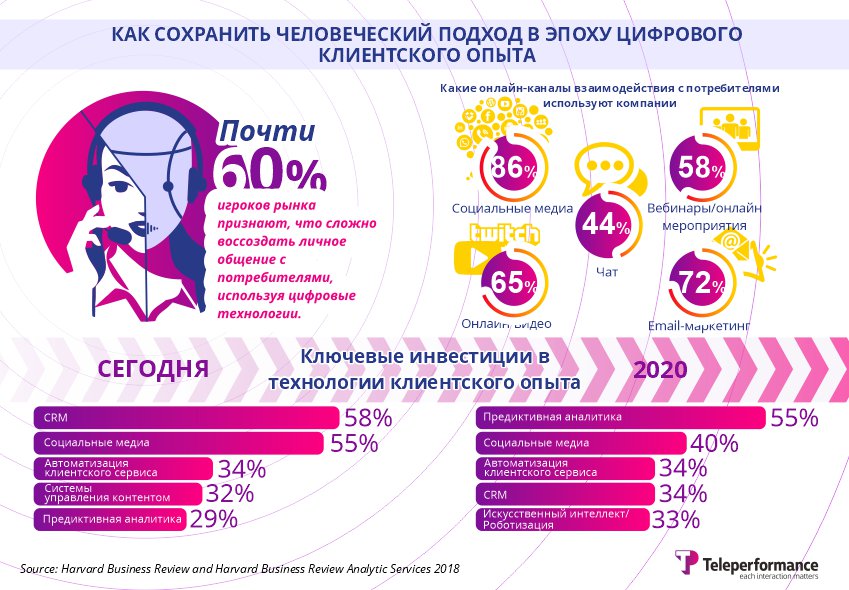 КАК СОХРАНИТЬ ЧЕЛОВЕЧЕСКИЙ ПОДХОД В ЭПОХУ ЦИФРОВОГО
КЛИЕНТСКОГО ОПЫТА
Почти
60%
игроков рынка
признают, что сложно
воссоздать личное
общение с
потребителями,
используя цифровые
технологии.
Какие онлайн-каналы взаимодействия с потребителями
используют компании
86%
Социальные медиа
44%
Чат
58%
Вебинары/онлайн
мероприятия
twitch
65%
Онлайн-видео
72%
Email-маркетинг
СЕГОДНЯ
Ключевые инвестиции в
технологии клиентского опыта
2020
CRM
58%
Социальные медиа
55%
Автоматизация
клиентского сервиса
34%
Системы
управления контентом
32%
Предиктивная аналитика
29%
Предиктивная аналитика
55%
Социальные медиа
40%
Автоматизация
клиентского сервиса
34%
CRM
34%
Искусственный интеллект/
Роботизация
33%
Source: Harvard Business Review and Harvard Business Review Analytic Services 2018
Teleperformance
each interaction matters